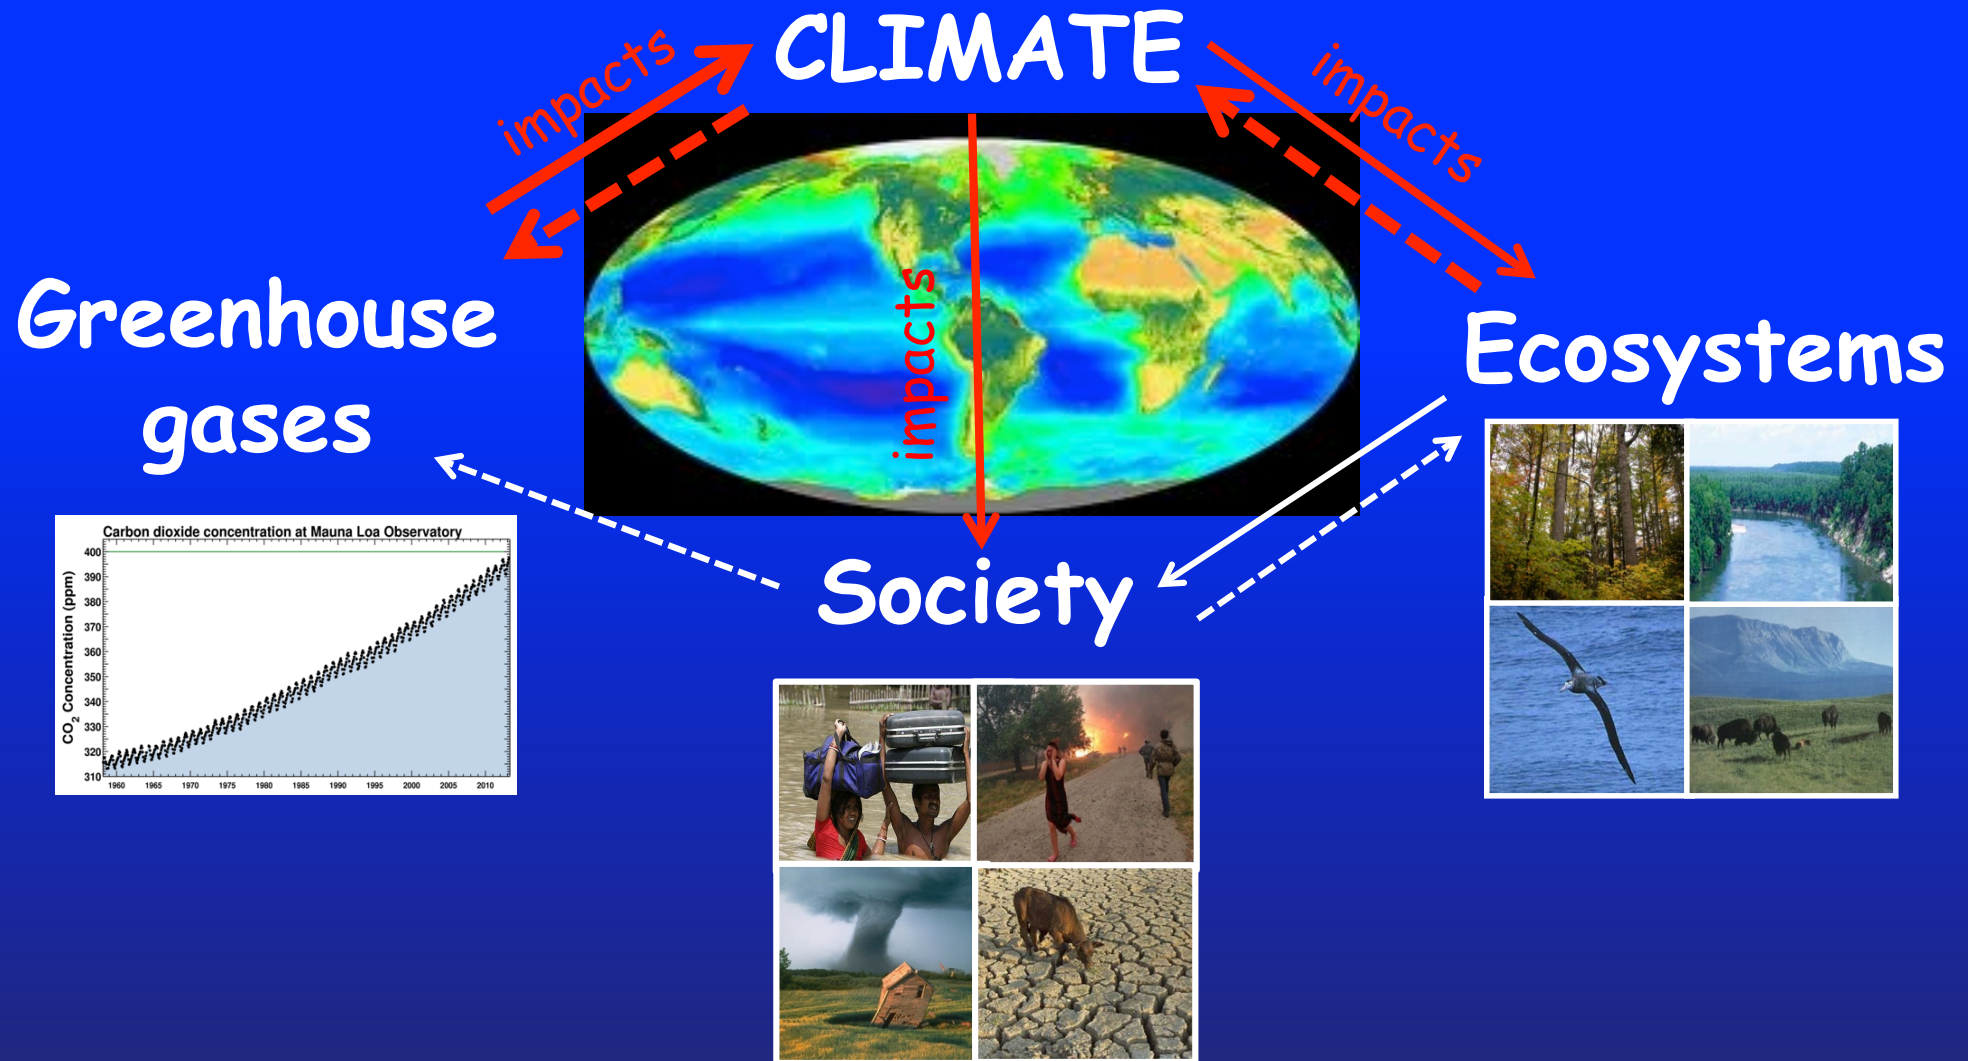 CLIMATE
impacts
impacts
impacts
Greenhouse
gases
Ecosystems
Society
Carbon dioxide concentration at Mauna Loa Observatory
CO2 Concentration (ppm)
400
390
380
370
360
350
340
330
320
310
1960 1965 1970 1975 1980 1985 1990 1995 2000 2005 2010